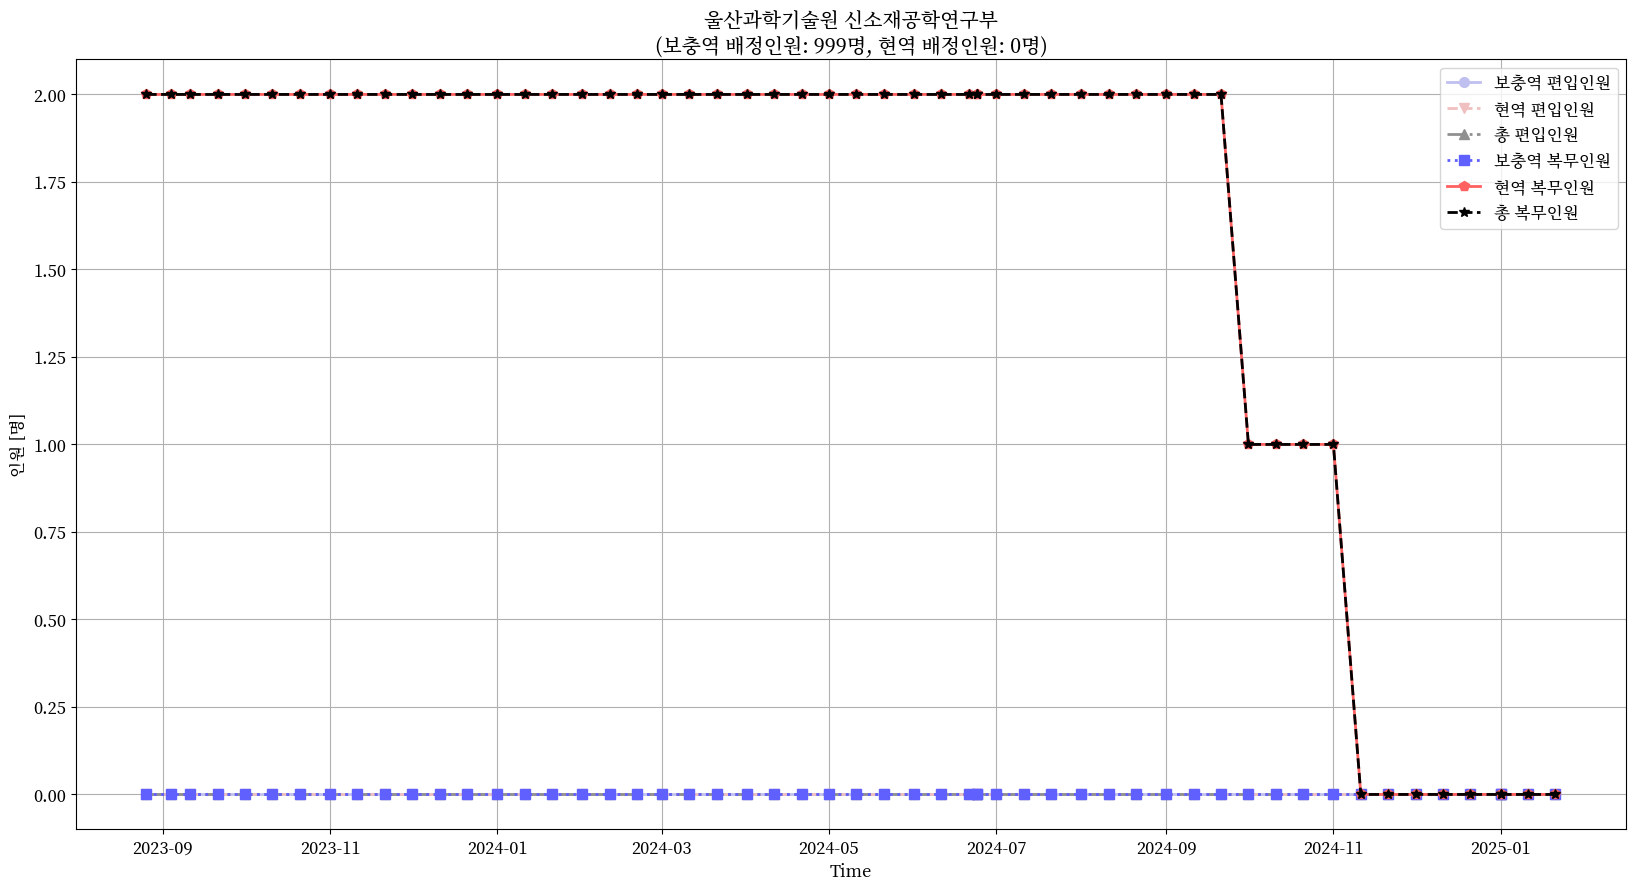 울산과학기술원 신소재공학연구부
(보충역 배정인원: 999명, 현역 배정인원: 0명)
보충역 편입인원
현역 편입인원
총 편입인원
보충역 복무인원
현역 복무인원
총 복무인원
인원 [명]
2.00
1.75
1.50
1.25
1.00
0.75
0.50
0.25
0.00
2023-09 2023-11 2024-01 2024-03 2024-05 2024-07 2024-09 2024-11 2025-01
Time